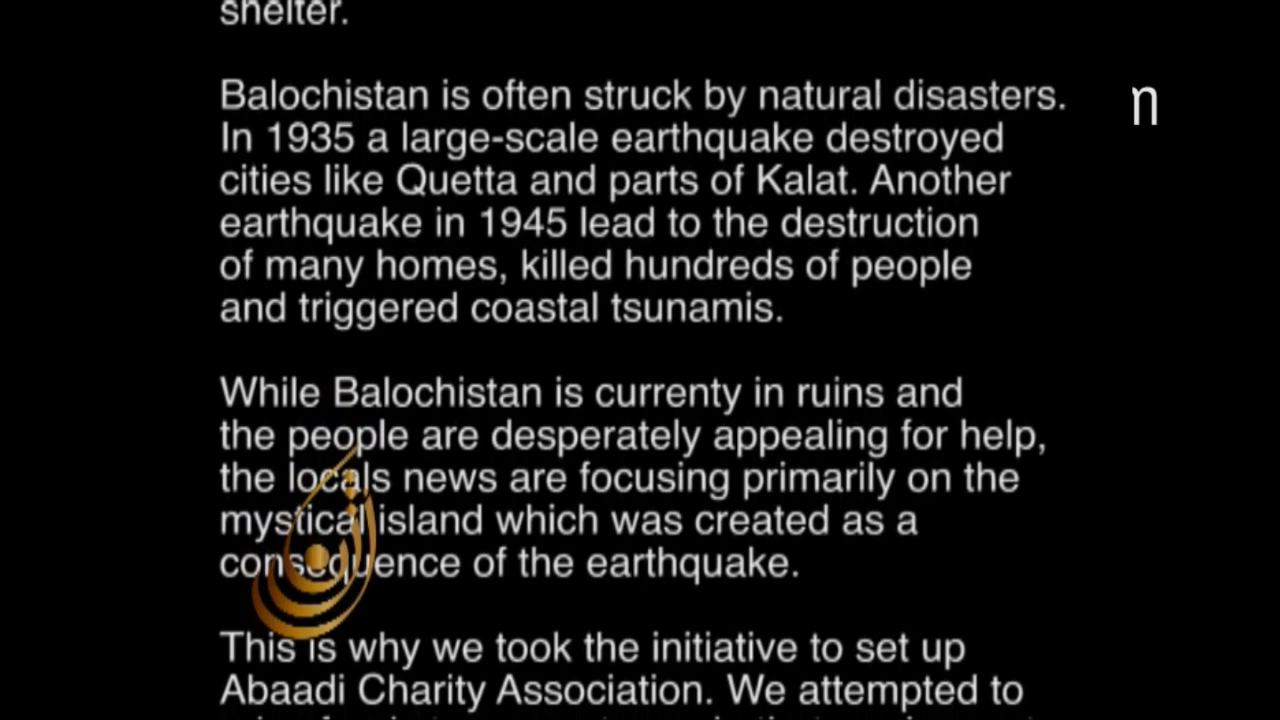 shelter.
Balochistan is often struck by natural disasters.
In 1935 a large-scale earthquake destroyed
cities like Quetta and parts of Kalat. Another
earthquake in 1945 lead to the destruction
of many homes, killed hundreds of people
and triggered coastal tsunamis.
While Balochistan is currenty in ruins and
the people are desperately appealing for help,
the locals news are focusing primarily on the
mystical island which was created as a
consequence of the earthquake.
This is why we took the initiative to set up
Abaadi Charity Association. We attempted to
n